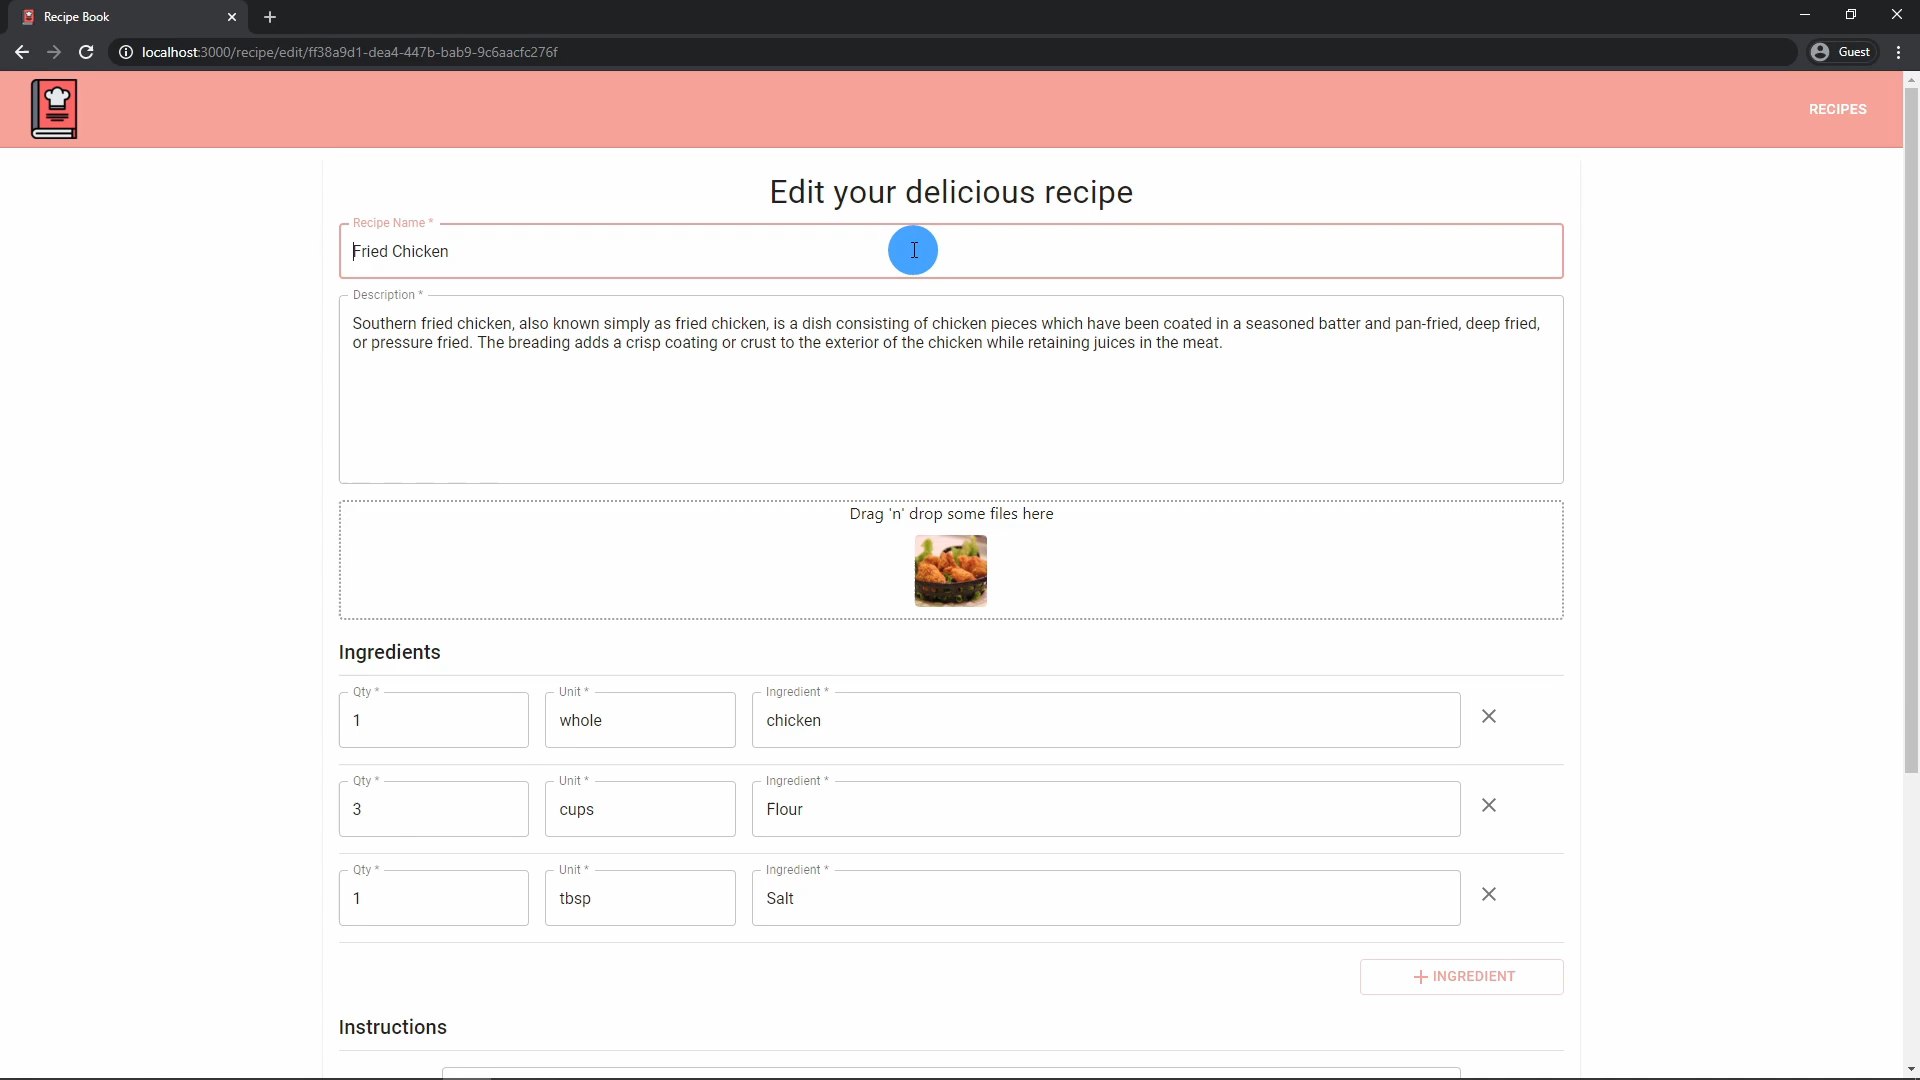 Recipe Book
localhost:3000/recipe/edit/ff38a9d1-dea4-447b-bab9-9c6aacfc276f
Guest
RECIPES
Edit your delicious recipe
Recipe Name *
Fried Chicken
Description *
Southern fried chicken, also known simply as fried chicken, is a dish consisting of chicken pieces which have been coated in a seasoned batter and pan-fried, deep fried,
or pressure fried. The breading adds a crisp coating or crust to the exterior of the chicken while retaining juices in the meat.
Drag 'n' drop some files here
Ingredients
Qty * Unit * Ingredient *
1 whole chicken
Qty * Unit * Ingredient *
3 cups Flour
Qty * Unit * Ingredient *
1 tbsp Salt
+ INGREDIENT
Instructions